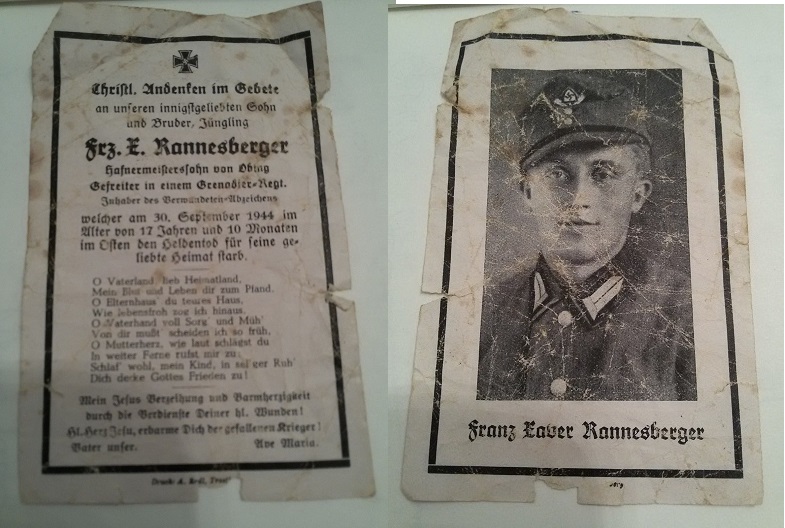 Christl. Andenken im Gebete
an unseren innigstgeliebten Sohn
und Bruder, Jüngling
Frz. X. Rannesberger
Hafnermeisterssohn von Obing
Gefreiter in einem Grenadier-Regt.
Inhaber des Verwundeten-Abzeichens
welcher am 30. September 1944 im
Alter von 17 Jahren und 10 Monaten
im Osten den Heldentod für seine ge-
liebte Heimat starb.
O Vaterland, lieb Heimatland,
Mein Blut und Leben dir zum Pfand.
O Elternhaus du teures Haus,
Wie lebensfroh zog ich hinaus.
O Vaterhand voll Sorg' und Müh'
Von dir mußt' scheiden ich so früh,
O Mutterherz, wie laut schlägst du
In weiter Ferne rufst mir zu:
Schlaf' wohl, mein Kind, in sel'ger Ruh'
Dich decke Gottes Frieden zu!
Mein Jesus Verzeihung und Barmherzigkeit
durch die Verdienste Deiner hl. Wunden!
Hl. Herz Jesu, erbarme Dich der gefallenen Krieger!
Vater unser. Ave Maria.
Druck: A.
Franz Xaver Rannesberger